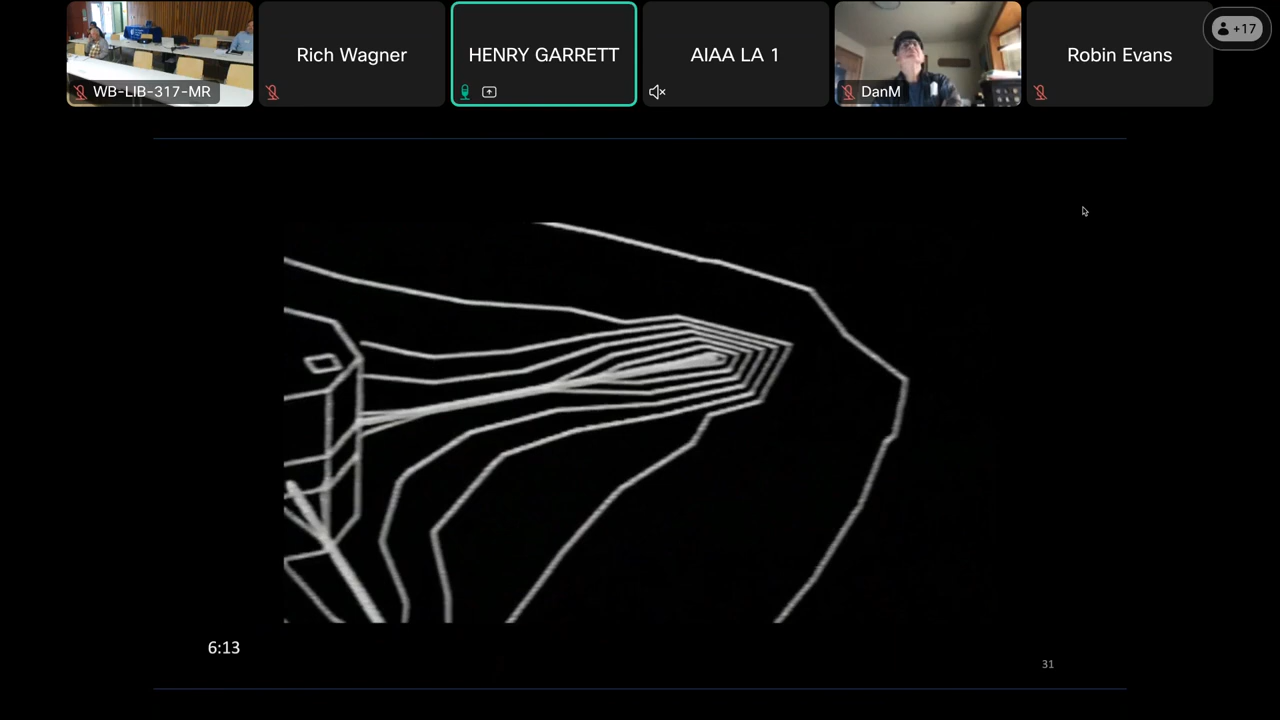 WB-LIB-317-MR
Rich Wagner
HENRY GARRETT
AIAA LA 1
DanM
Robin Evans
+17
6:13
31